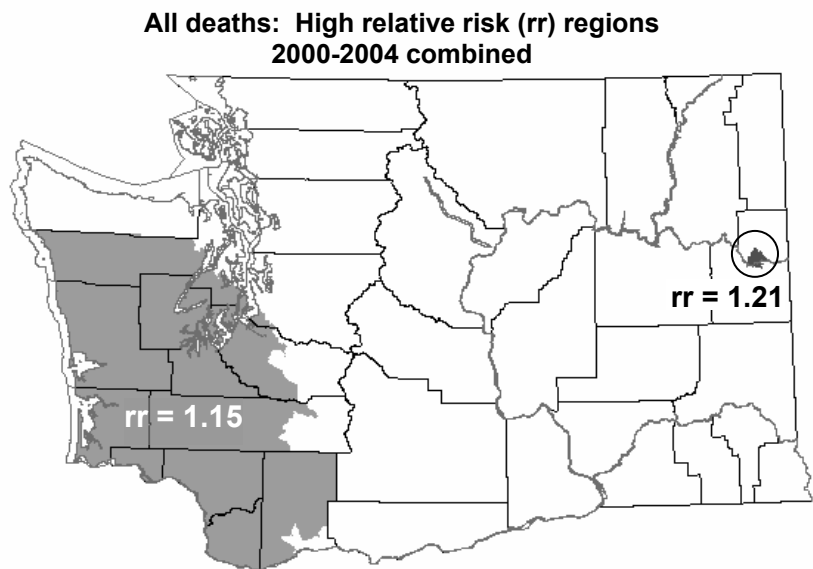 All deaths:  High relative risk (rr) regions
2000-2004 combined
rr = 1.21
rr = 1.15